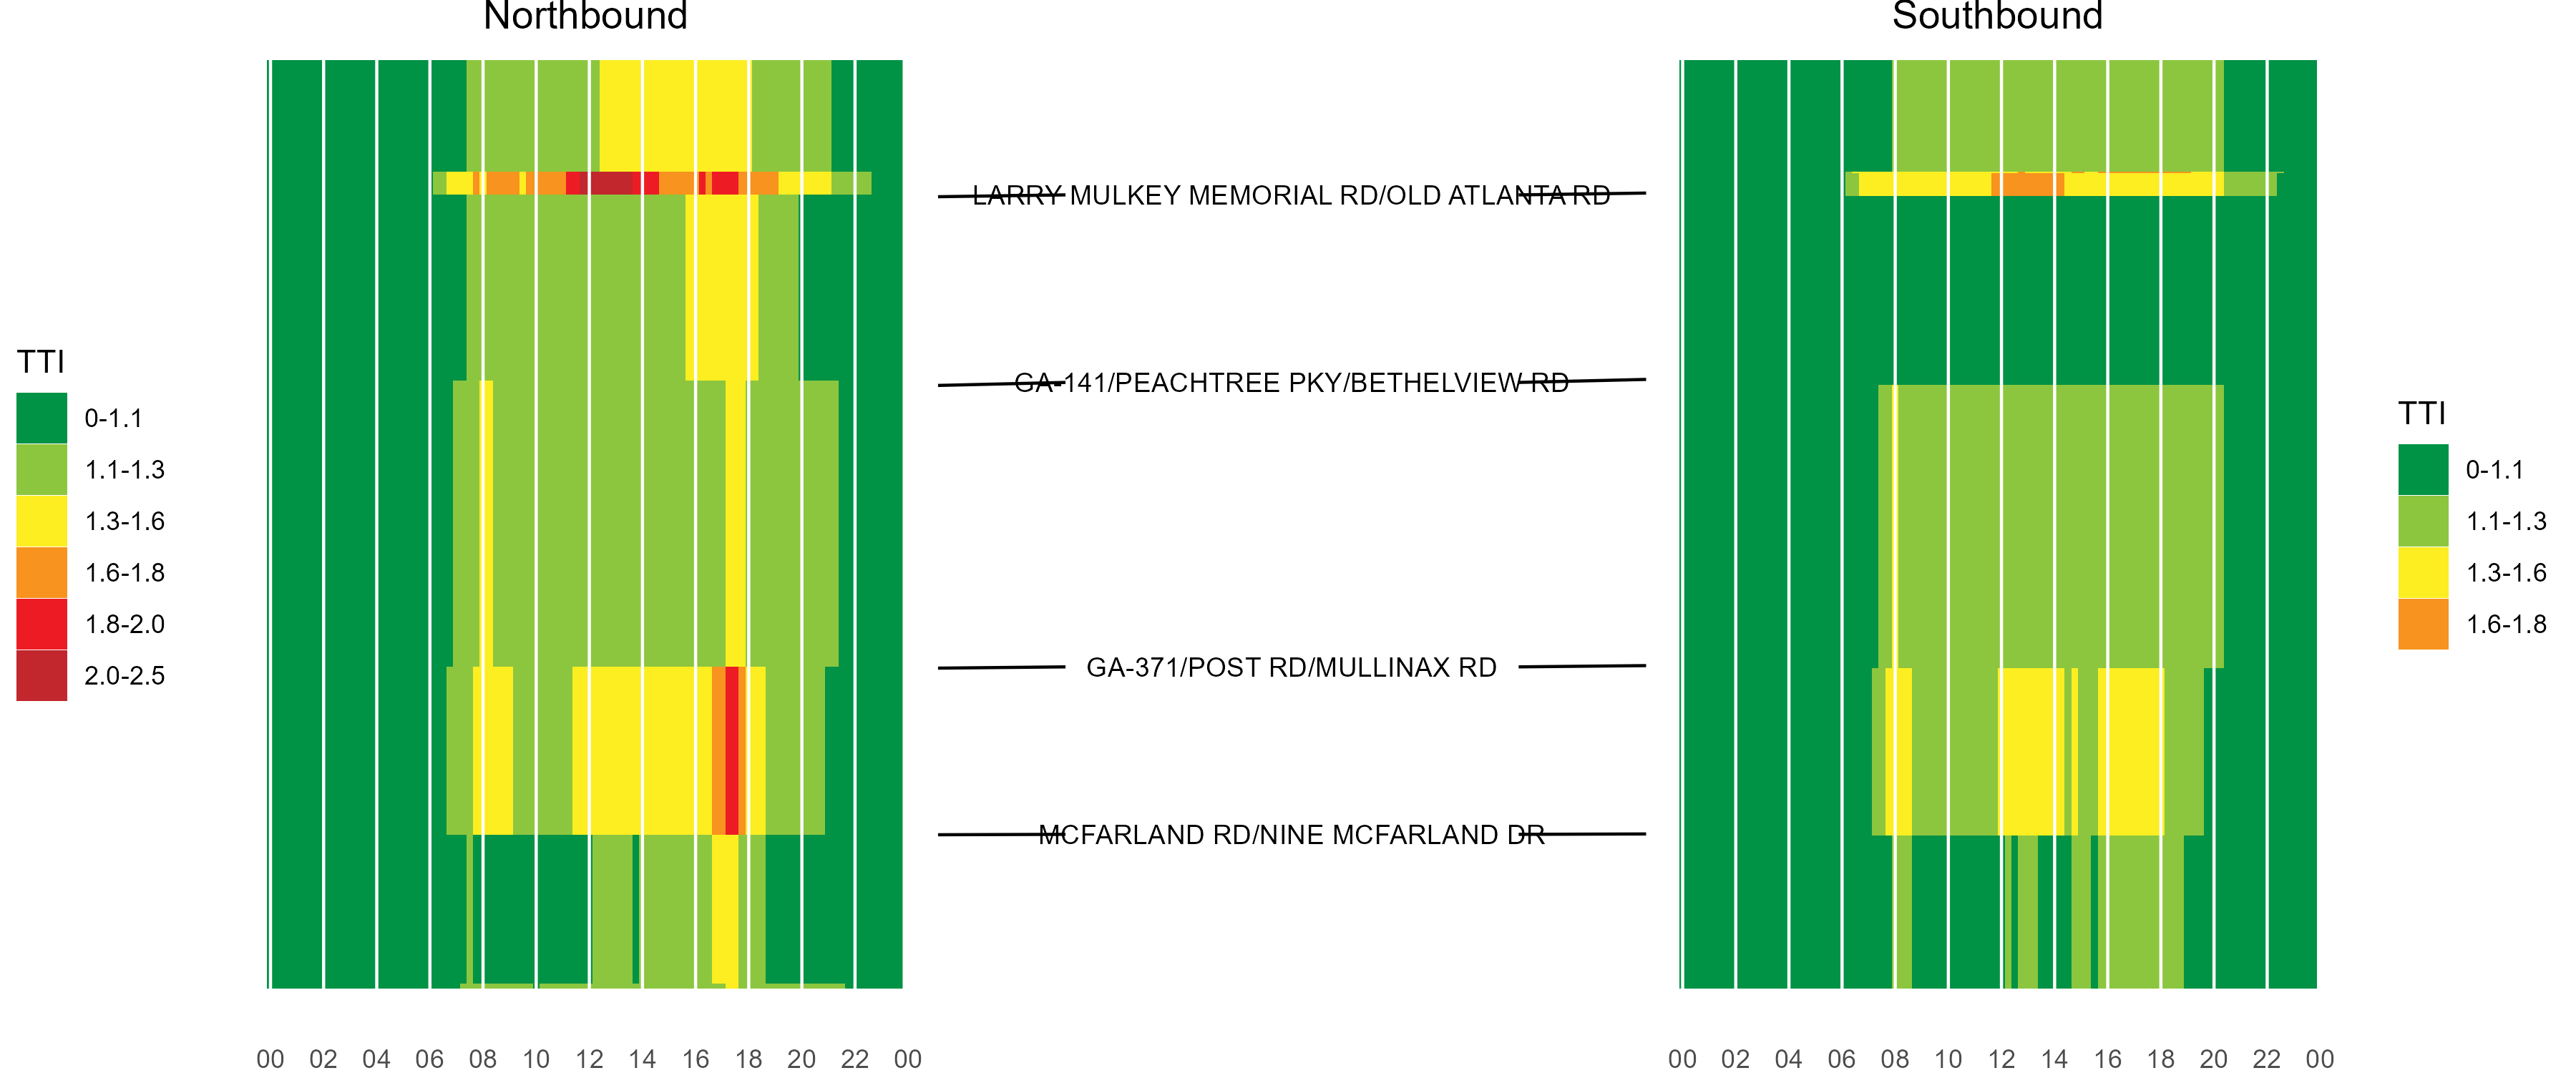 Northbound
Southbound
LARRY MULKEY MEMORIAL RD/OLD ATLANTA RD
GA-141/PEACHTREE PKY/BETHELVIEW RD
GA-371/POST RD/MULLINAX RD
MCFARLAND RD/NINE MCFARLAND DR
TTI
0-1.1
1.1-1.3
1.3-1.6
1.6-1.8
1.8-2.0
2.0-2.5
TTI
0-1.1
1.1-1.3
1.3-1.6
1.6-1.8
00 02 04 06 08 10 12 14 16 18 20 22 00
00 02 04 06 08 10 12 14 16 18 20 22 00